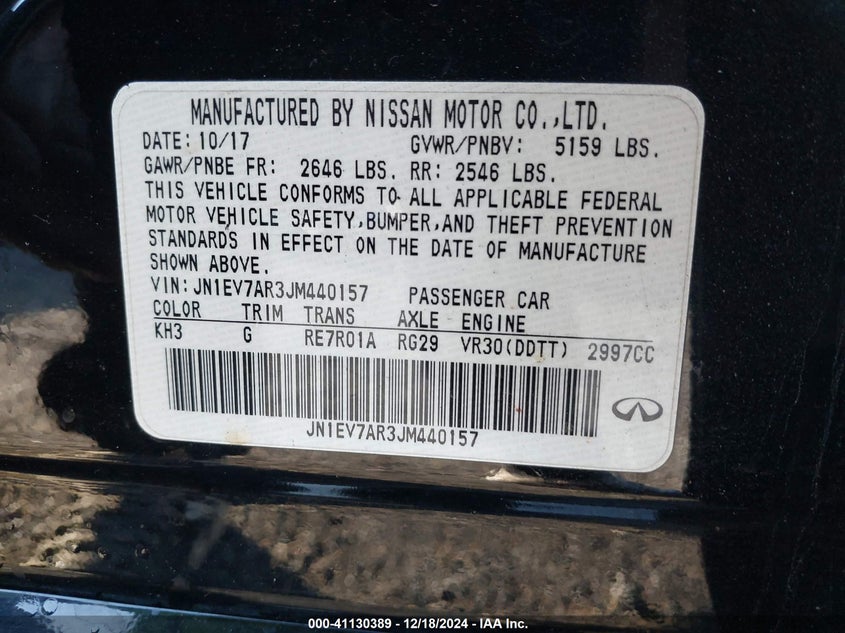 MANUFACTURED BY NISSAN MOTOR CO.,LTD.
DATE: 10/17 GVWR/PNBV: 5159 LBS.
GAWR/PNBE FR: 2646 LBS. RR: 2546 LBS.
THIS VEHICLE CONFORMS TO ALL APPLICABLE FEDERAL
MOTOR VEHICLE SAFETY,BUMPER,AND THEFT PREVENTION
STANDARDS IN EFFECT ON THE DATE OF MANUFACTURE
SHOWN ABOVE.
VIN:JN1EV7AR3JM440157 PASSENGER CAR
COLOR TRIM TRANS AXLE ENGINE
KH3 G RE7R01A RG29 VR30(DDTT) 2997CC
JN1EV7AR3JM440157
000-41130389 - 12/18/2024 - IAA Inc.